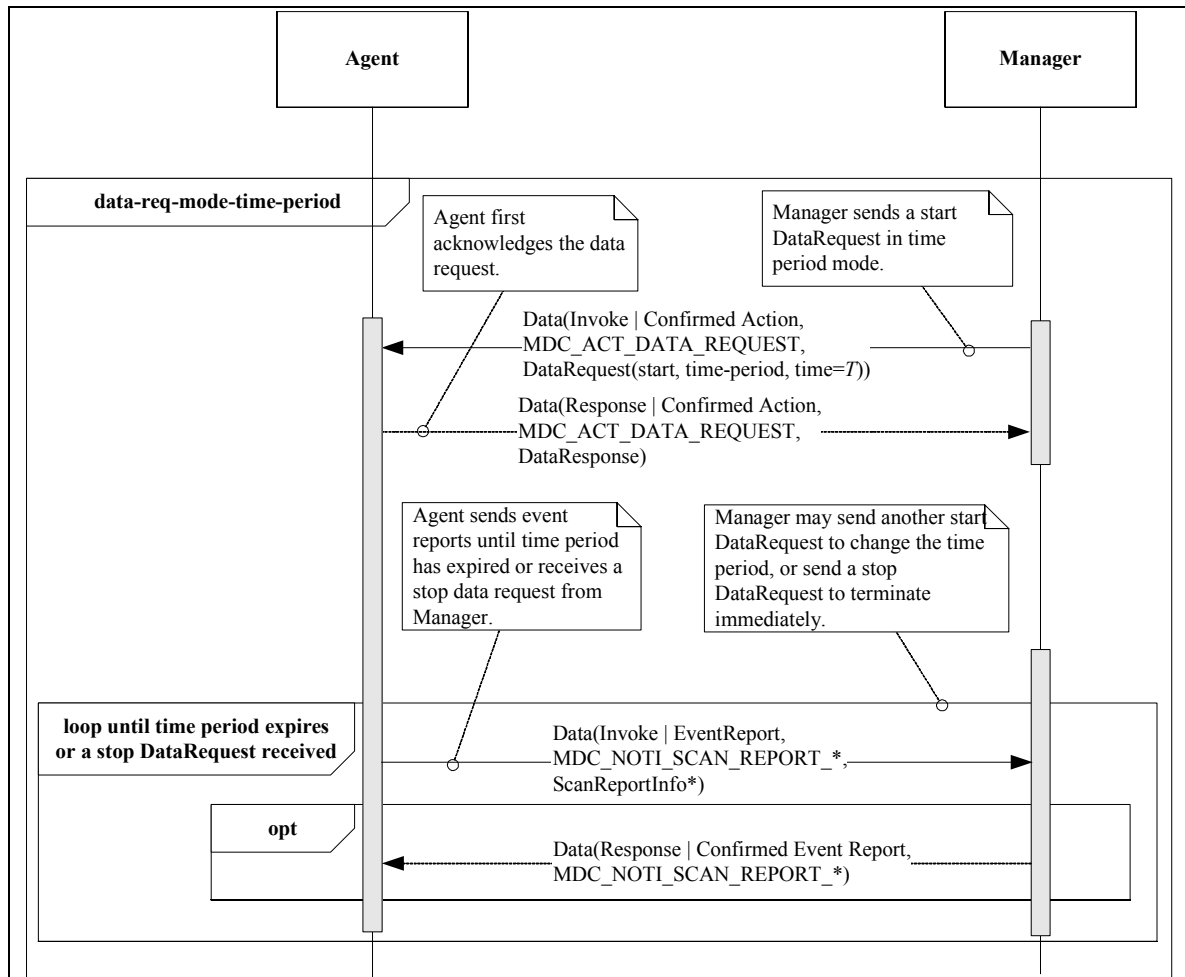 Agent
Manager
data-req-mode-time-period
Agent first
acknowledges the data
request.
Manager sends a start
DataRequest in time
period mode.
Data(Invoke | Confirmed Action,
MDC_ACT_DATA_REQUEST,
DataRequest(start, time-period, time=T))
Data(Response | Confirmed Action,
MDC_ACT_DATA_REQUEST,
DataResponse)
Agent sends event
reports until time period
has expired or receives a
stop data request from
Manager.
Manager may send another start
DataRequest to change the time
period, or send a stop
DataRequest to terminate
immediately.
loop until time period expires
or a stop DataRequest received
Data(Invoke | EventReport,
MDC_NOTI_SCAN_REPORT_*,
ScanReportInfo*)
opt
Data(Response | Confirmed Event Report,
MDC_NOTI_SCAN_REPORT_*)